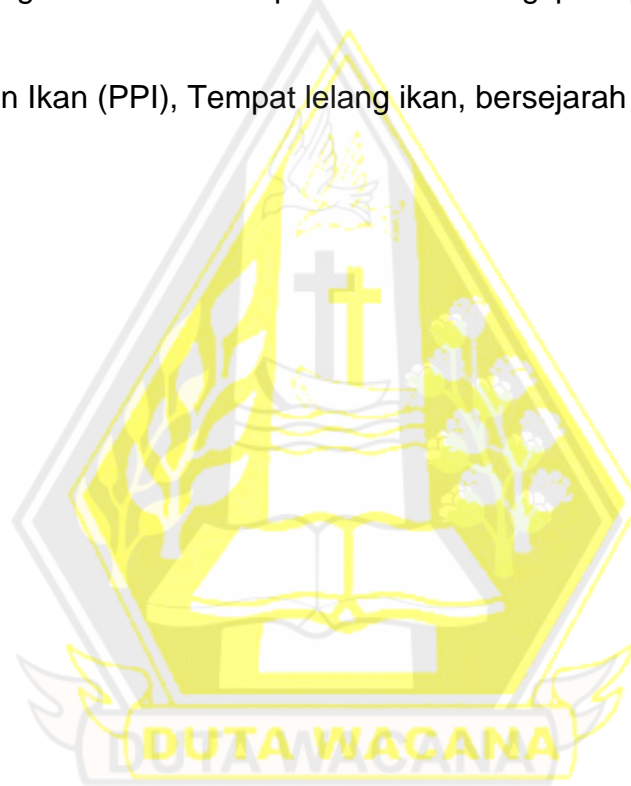 n Ikan (PPI), Tempat lelang ikan, bersejarah
DUTA WACANA